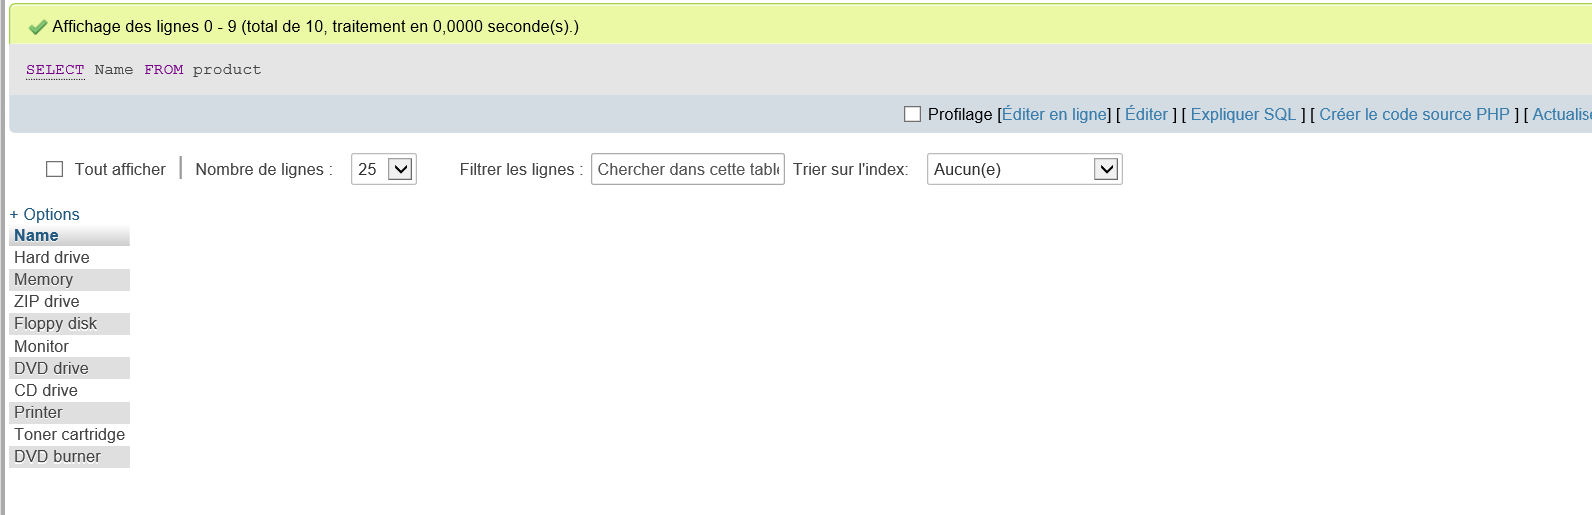 Affichage des lignes 0 - 9 (total de 10, traitement en 0,0000 seconde(s).)
SELECT Name FROM product
Profilage [Éditer en ligne] [ Éditer ] [ Expliquer SQL ] [ Créer le code source PHP ] [ Actualise
Tout afficher | Nombre de lignes : 25 Filtrer les lignes : Chercher dans cette table Trier sur l'index: Aucun(e)
+ Options
Name
Hard drive
Memory
ZIP drive
Floppy disk
Monitor
DVD drive
CD drive
Printer
Toner cartridge
DVD burner